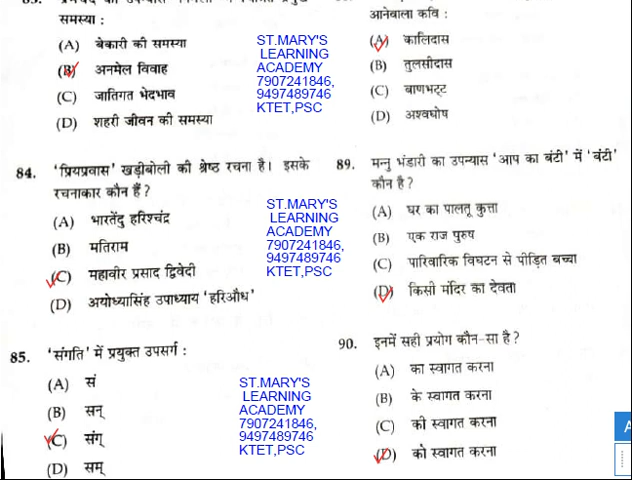 समस्या :
(A) बेकारी की समस्या
(B) अनमेल विवाह
(C) जातिगत भेदभाव
(D) शहरी जीवन की समस्या
ST.MARY'S
LEARNING
ACADEMY
7907241846,
9497489746
KTET,PSC
84. 'प्रियप्रवास' खड़ीबोली की श्रेष्ठ रचना है। इसके
रचनाकार कौन हैं ?
(A) भारतेंदु हरिश्चंद्र
(B) मतिराम
(C) महावीर प्रसाद द्विवेदी
(D) अयोध्यासिंह उपाध्याय 'हरिऔध'
ST.MARY'S
LEARNING
ACADEMY
7907241846,
9497489746
KTET,PSC
85. 'संगति' में प्रयुक्त उपसर्ग :
(A) सं
(B) सन्
(C) संग्
(D) सम्
ST.MARY'S
LEARNING
ACADEMY
7907241846,
9497489746
KTET,PSC
आनेवाला कवि :
(A) कालिदास
(B) तुलसीदास
(C) बाणभट्ट
(D) अश्वघोष
89. मन्नु भंडारी का उपन्यास 'आप का बंटी' में 'बंटी'
कौन है ?
(A) घर का पालतू कुत्ता
(B) एक राज पुरुष
(C) पारिवारिक विघटन से पीड़ित बच्चा
(D) किसी मंदिर का देवता
90. इनमें सही प्रयोग कौन-सा है ?
(A) का स्वागत करना
(B) के स्वागत करना
(C) की स्वागत करना
(D) को स्वागत करना